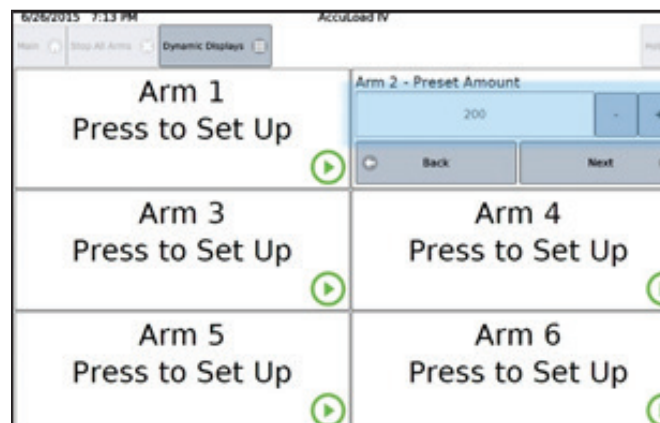 6/26/2015 7:13 PM AccuLoad IV
Main Stop All Arms Dynamic Displays
Arm 1
Press to Set Up
Arm 2 - Preset Amount
200 - +
Back Next
Arm 3
Press to Set Up
Arm 4
Press to Set Up
Arm 5
Press to Set Up
Arm 6
Press to Set Up